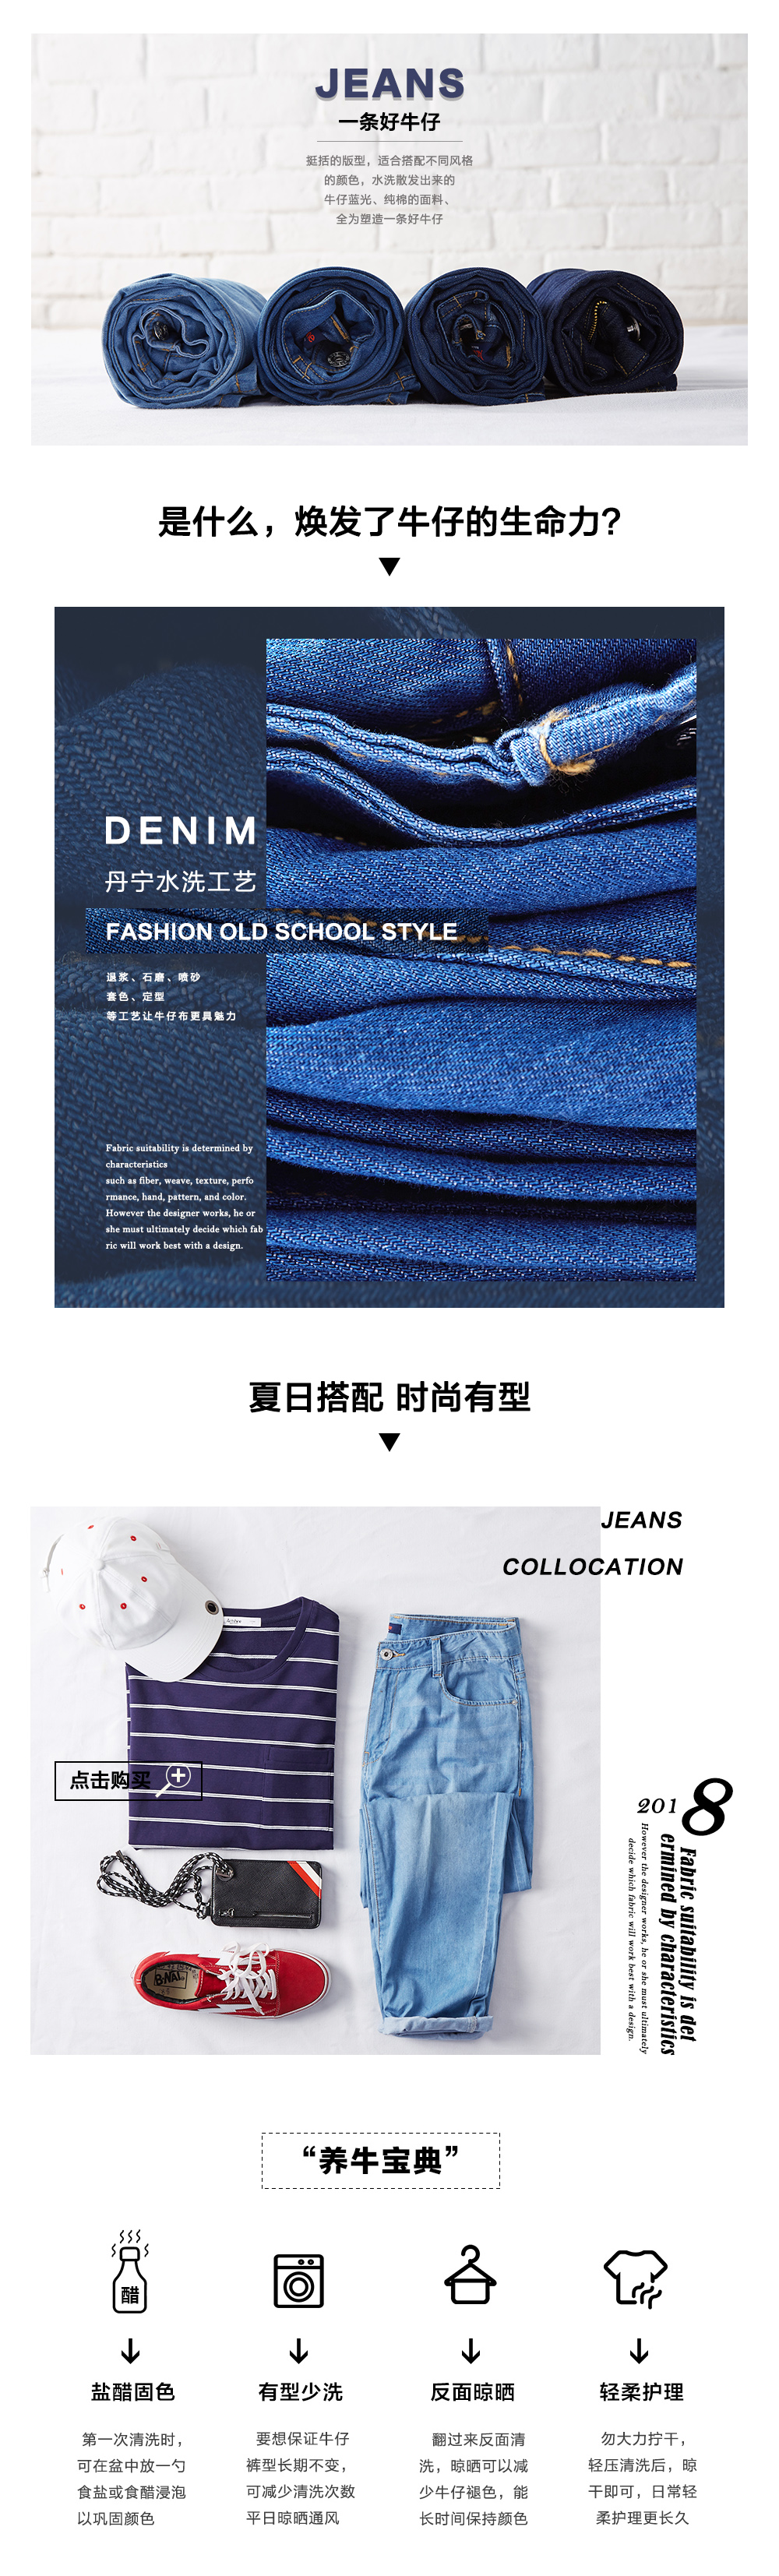 JEANS
一条好牛仔
挺括的版型，适合搭配不同风格
的颜色，水洗散发出来的
牛仔蓝光、纯棉的面料、
全为塑造一条好牛仔
是什么，焕发了牛仔的生命力？
DENIM
丹宁水洗工艺
FASHION OLD SCHOOL STYLE
退浆、石磨、喷砂
套色、定型
等工艺让牛仔布更具魅力
Fabric suitability is determined by
characteristics
such as fiber, weave, texture, perfo
rmance, hand, pattern, and color.
However the designer works, he or
she must ultimately decide which fab
ric will work best with a design.
夏日搭配 时尚有型
JEANS
COLLOCATION
点击购买
2018
Fabric suitability is det
ermined by characteristics
However the designer works, he or she must ultimately
decide which fabric will work best with a design.
“养牛宝典”
醋
盐醋固色
第一次清洗时，
可在盆中放一勺
食盐或食醋浸泡
以巩固颜色
有型少洗
要想保证牛仔
裤型长期不变，
可减少清洗次数
平日晾晒通风
反面晾晒
翻过来反面清
洗，晾晒可以减
少牛仔褪色，能
长时间保持颜色
轻柔护理
勿大力拧干，
轻压清洗后，晾
干即可，日常轻
柔护理更长久